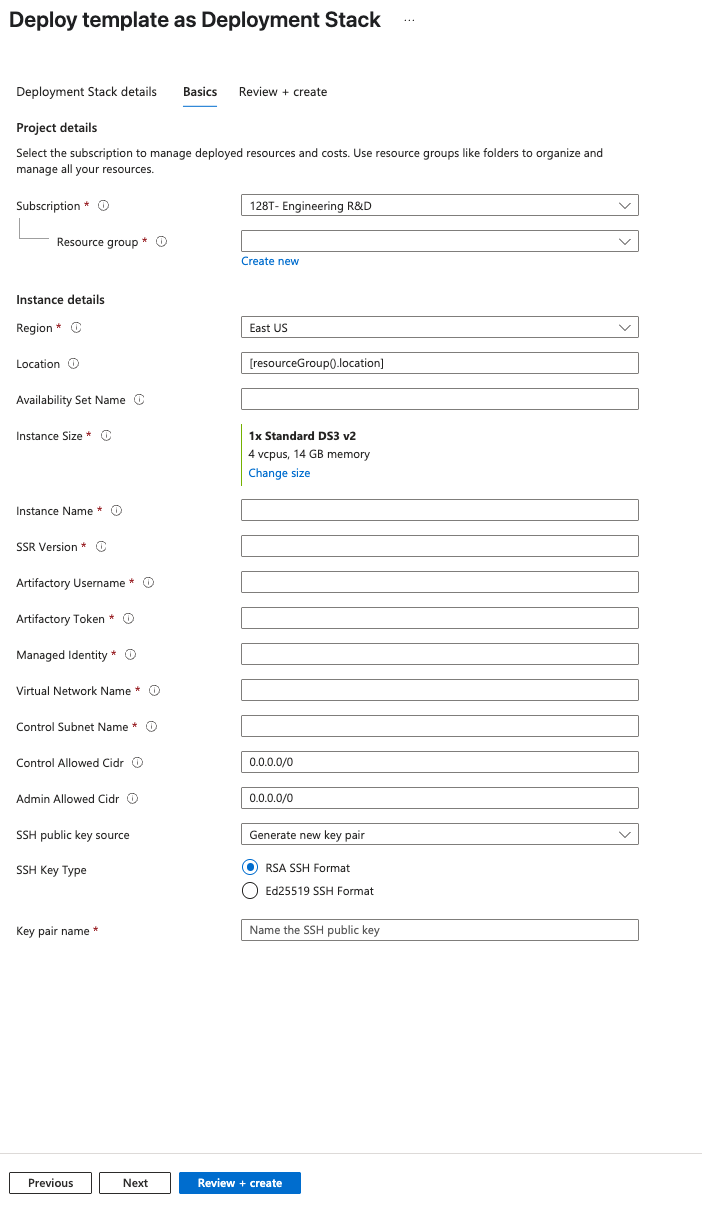 Deploy template as Deployment Stack ...
Deployment Stack details Basics Review + create
Project details
Select the subscription to manage deployed resources and costs. Use resource groups like folders to organize and
manage all your resources.
Subscription * 128T- Engineering R&D
Resource group *
Create new
Instance details
Region * East US
Location [resourceGroup().location]
Availability Set Name
Instance Size * 1x Standard DS3 v2
4 vcpus, 14 GB memory
Change size
Instance Name *
SSR Version *
Artifactory Username *
Artifactory Token *
Managed Identity *
Virtual Network Name *
Control Subnet Name *
Control Allowed Cidr 0.0.0.0/0
Admin Allowed Cidr 0.0.0.0/0
SSH public key source Generate new key pair
SSH Key Type RSA SSH Format
Ed25519 SSH Format
Key pair name * Name the SSH public key
Previous Next Review + create